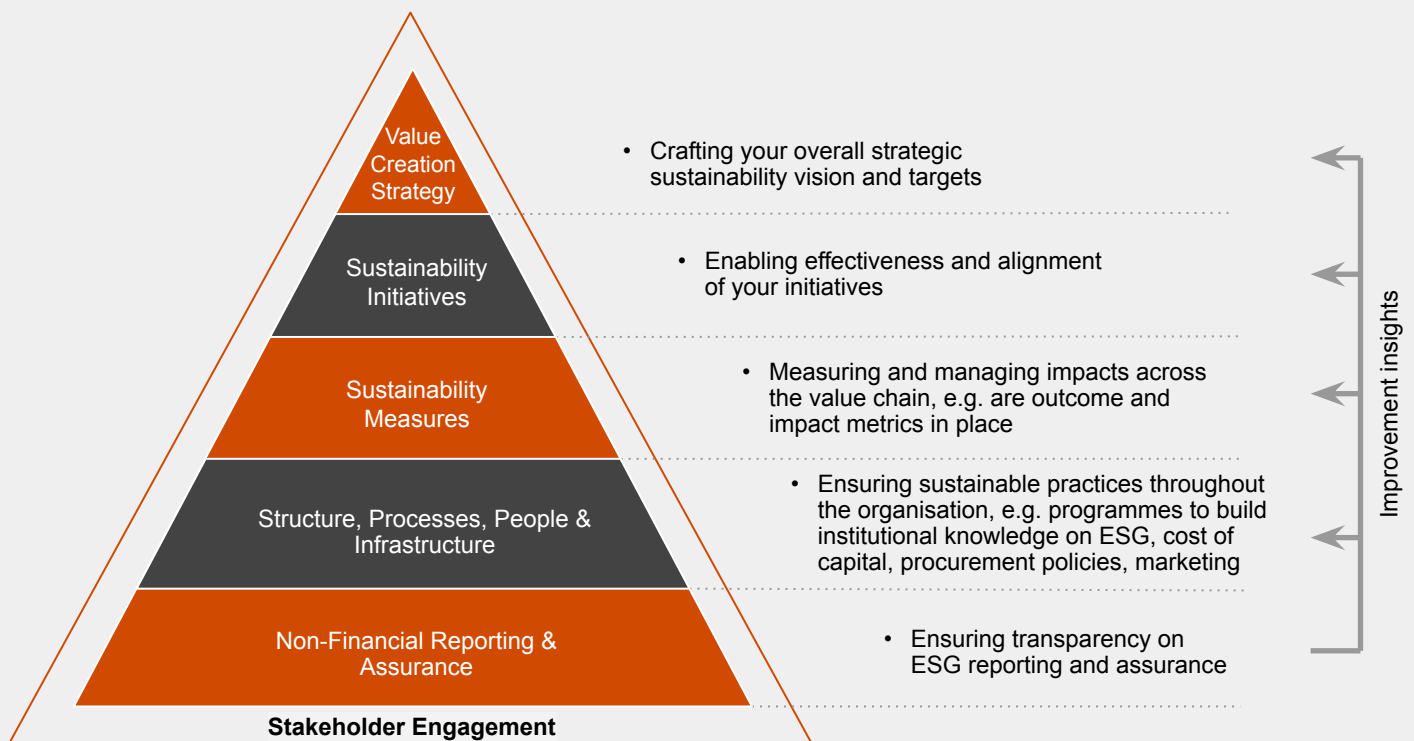 Value
Creation
Strategy
• Crafting your overall strategic
sustainability vision and targets
Sustainability
Initiatives
• Enabling effectiveness and alignment
of your initiatives
Sustainability
Measures
• Measuring and managing impacts across
the value chain, e.g. are outcome and
impact metrics in place
Structure, Processes, People &
Infrastructure
• Ensuring sustainable practices throughout
the organisation, e.g. programmes to build
institutional knowledge on ESG, cost of
capital, procurement policies, marketing
Non-Financial Reporting &
Assurance
• Ensuring transparency on
ESG reporting and assurance
Stakeholder Engagement
Improvement insights